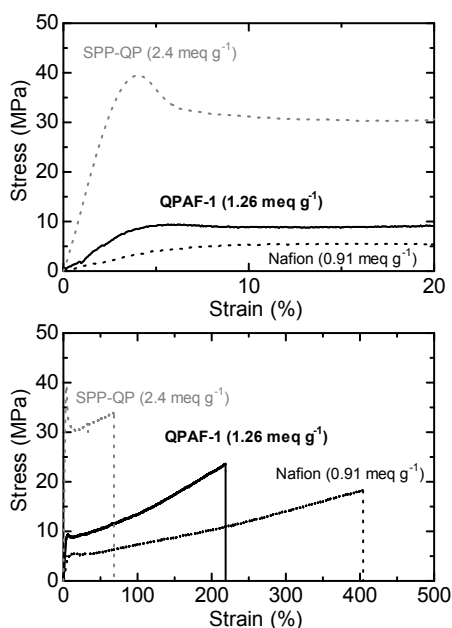 50
40
30
20
10
0
Stress (MPa)
SPP-QP (2.4 meq g-1)
QPAF-1 (1.26 meq g-1)
Nafion (0.91 meq g-1)
0 5 10 15 20
Strain (%)
50
40
30
20
10
0
Stress (MPa)
SPP-QP (2.4 meq g-1)
QPAF-1 (1.26 meq g-1)
Nafion (0.91 meq g-1)
0 100 200 300 400 500
Strain (%)